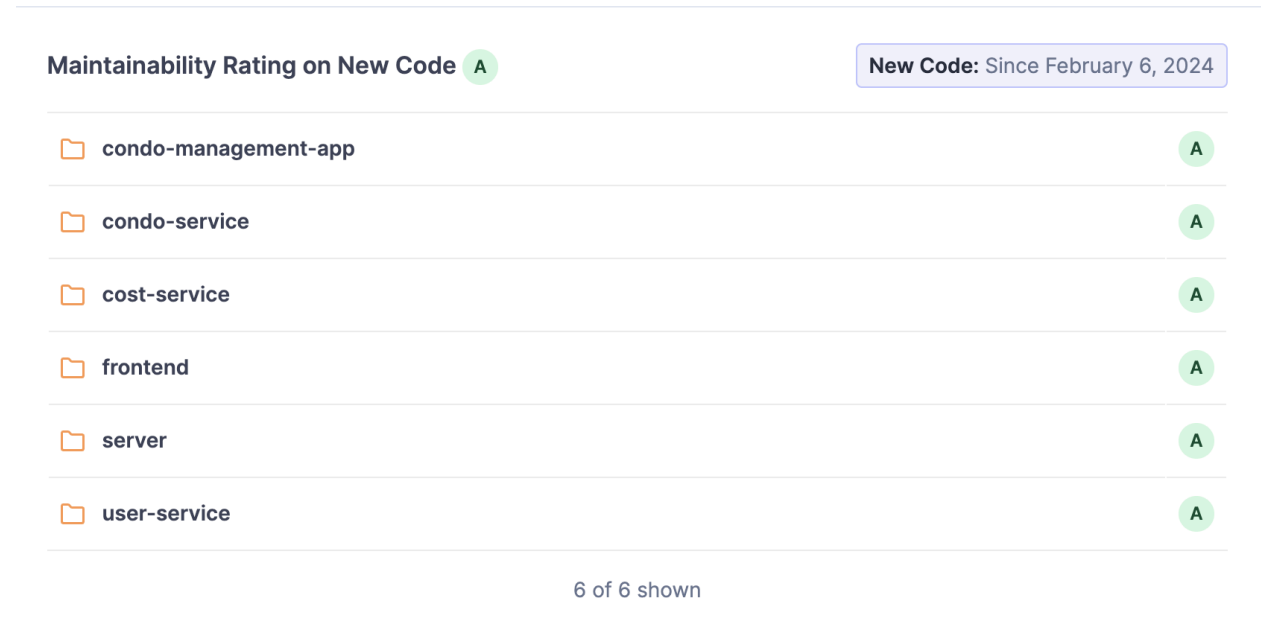 Maintainability Rating on New Code A
New Code: Since February 6, 2024
condo-management-app A
condo-service A
cost-service A
frontend A
server A
user-service A
6 of 6 shown